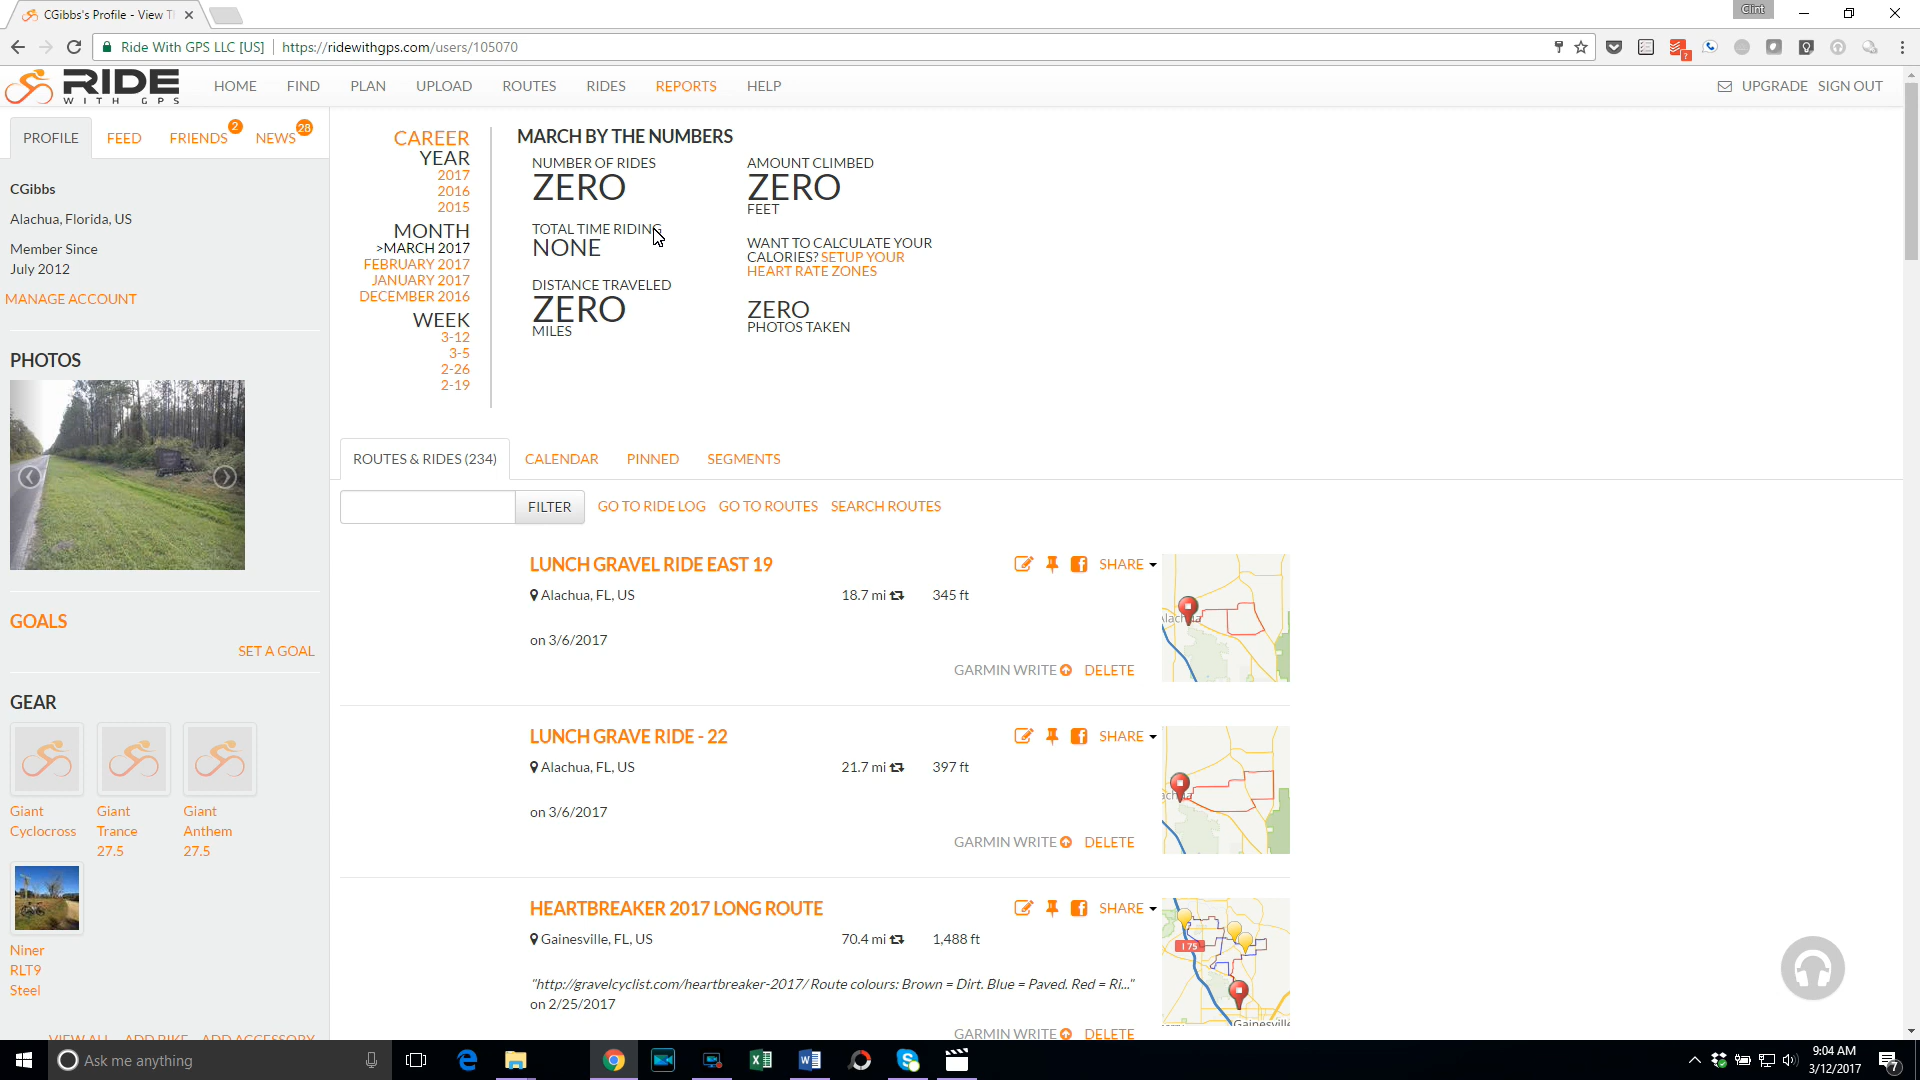 CGibbs's Profile - View T
Clint
Ride With GPS LLC [US]
https://ridewithgps.com/users/105070
RIDE
WITH GPS
HOME
FIND
PLAN
UPLOAD
ROUTES
RIDES
REPORTS
HELP
UPGRADE
SIGN OUT
PROFILE
FEED
FRIENDS
2
NEWS
28
CGibbs
Alachua, Florida, US
Member Since
July 2012
MANAGE ACCOUNT
PHOTOS
GOALS
SET A GOAL
GEAR
Giant
Cyclocross
Giant
Trance
27.5
Giant
Anthem
27.5
Niner
RLT9
Steel
VIEW ALL
ADD BIKE
ADD ACCESSORY
CAREER
YEAR
2017
2016
2015
MONTH
>MARCH 2017
FEBRUARY 2017
JANUARY 2017
DECEMBER 2016
WEEK
3-12
3-5
2-26
2-19
MARCH BY THE NUMBERS
NUMBER OF RIDES
ZERO
TOTAL TIME RIDING
NONE
DISTANCE TRAVELED
ZERO
MILES
AMOUNT CLIMBED
ZERO
FEET
WANT TO CALCULATE YOUR
CALORIES? SETUP YOUR
HEART RATE ZONES
ZERO
PHOTOS TAKEN
ROUTES & RIDES (234)
CALENDAR
PINNED
SEGMENTS
FILTER
GO TO RIDE LOG
GO TO ROUTES
SEARCH ROUTES
LUNCH GRAVEL RIDE EAST 19
SHARE
Alachua, FL, US
18.7 mi
345 ft
on 3/6/2017
GARMIN WRITE
DELETE
LUNCH GRAVE RIDE - 22
SHARE
Alachua, FL, US
21.7 mi
397 ft
on 3/6/2017
GARMIN WRITE
DELETE
HEARTBREAKER 2017 LONG ROUTE
SHARE
Gainesville, FL, US
70.4 mi
1,488 ft
"http://gravelcyclist.com/heartbreaker-2017/ Route colours: Brown = Dirt. Blue = Paved. Red = Ri..."
on 2/25/2017
GARMIN WRITE
DELETE
I 75
Gainesville
Ask me anything
9:04 AM
3/12/2017
7